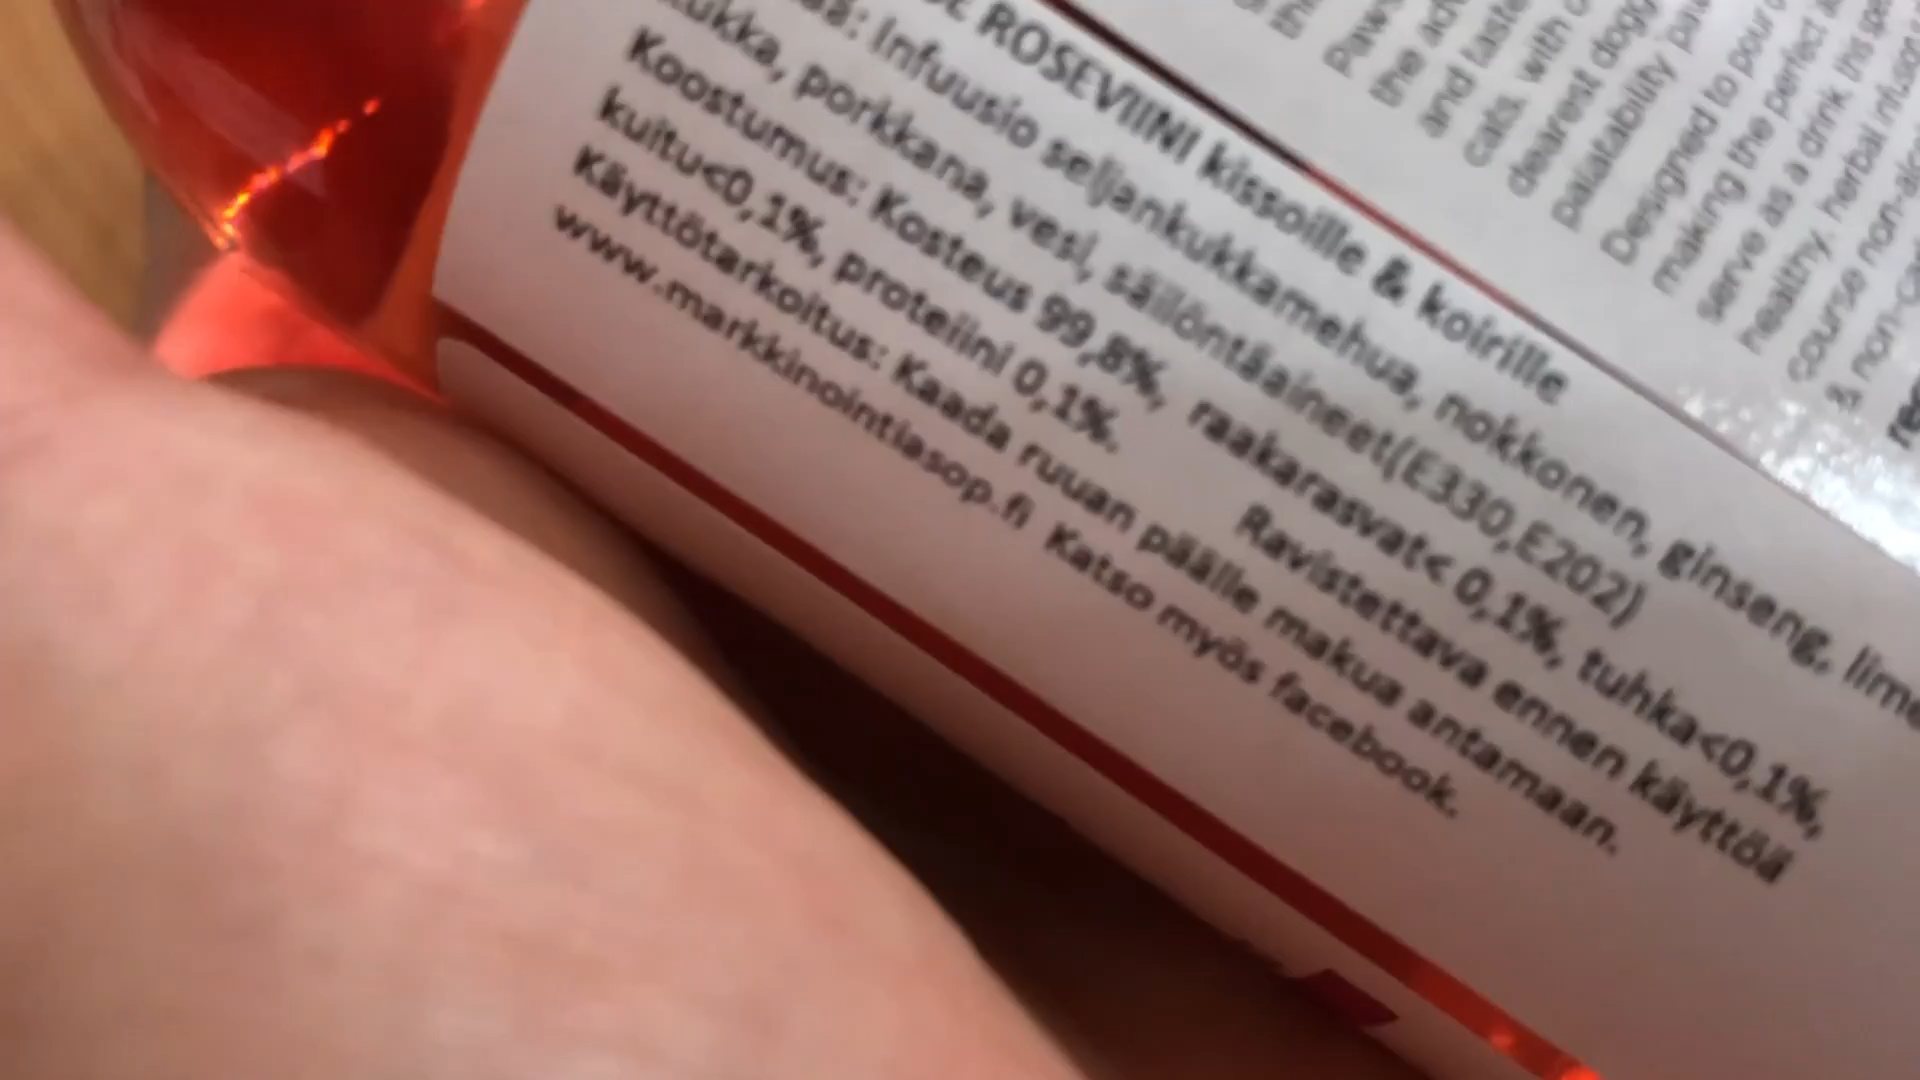 ROSEVIINI kissoille & koirille
Infuusio seljankukkamehua, nokkonen, ginseng, lime
porkkana, vesi, säilöntäaineet(E330,E202)
Koostumus: Kosteus 99,8%, raakarasvat< 0,1%, tuhka<0,1%,
kuitu<0,1%, proteiini 0,1%. Ravistettava ennen käyttöä
Käyttötarkoitus: Kaada ruuan päälle makua antamaan.
www.markkinointiasop.fi Katso myös facebook.
the
and taste
cats, with
dearest
palatability
Designed to pour
making the perfect
serve as a drink this
healthy, herbal
course non-
& non-